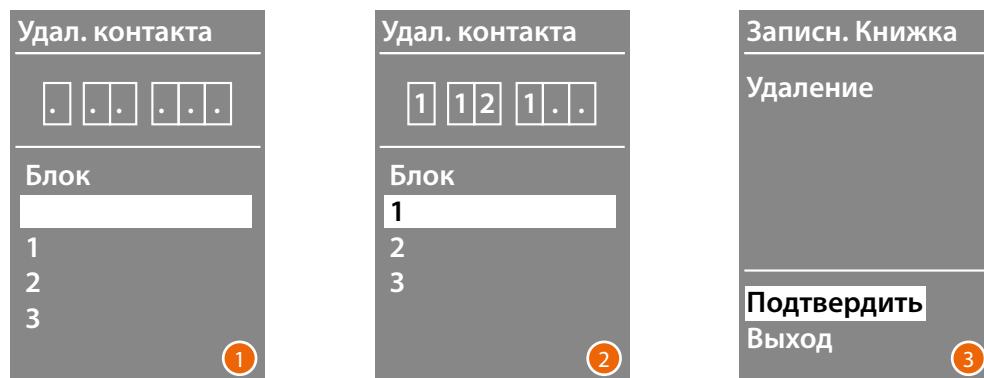 Удал. контакта
. . . . . .
Блок
1
2
3
1
Удал. контакта
1 1 2 1 . .
Блок
1
2
3
2
Записн. Книжка
Удаление
Подтвердить
Выход
3